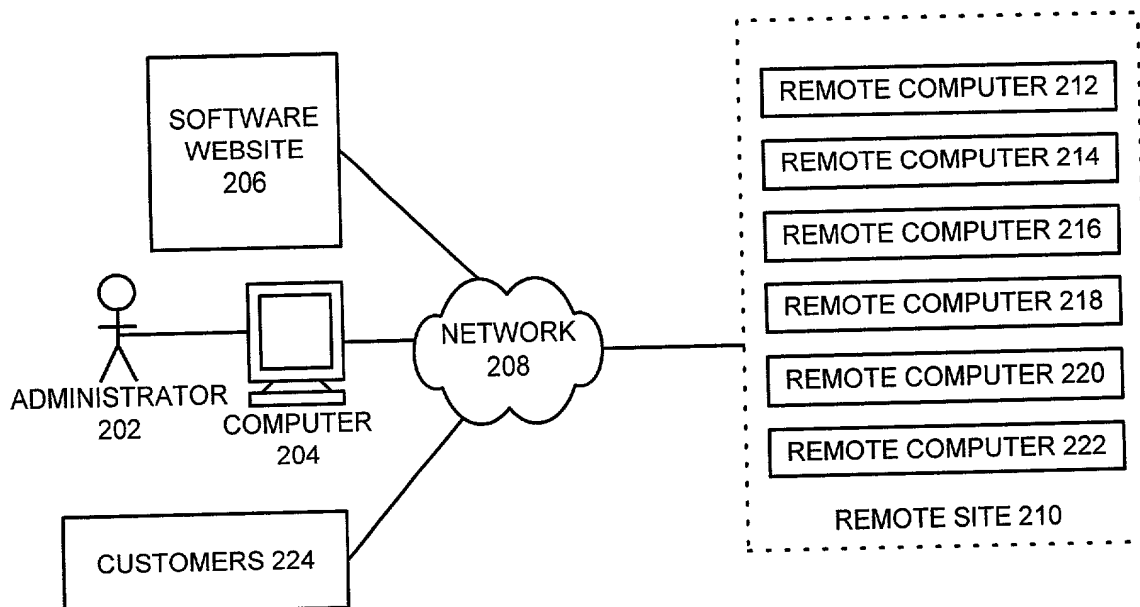 SOFTWARE
WEBSITE
206
ADMINISTRATOR
202
COMPUTER
204
CUSTOMERS 224
NETWORK
208
REMOTE COMPUTER 212
REMOTE COMPUTER 214
REMOTE COMPUTER 216
REMOTE COMPUTER 218
REMOTE COMPUTER 220
REMOTE COMPUTER 222
REMOTE SITE 210